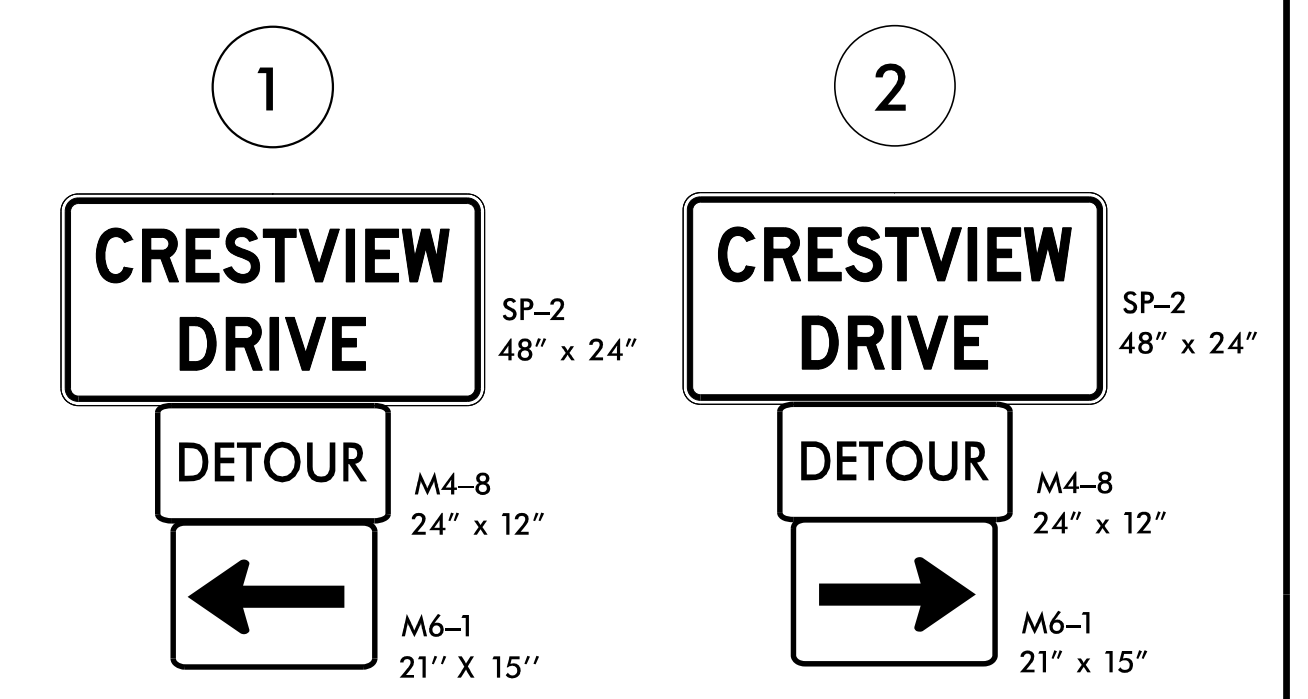 1
CRESTVIEW
DRIVE
SP–2
48″ x 24″
DETOUR
M4–8
24″ x 12″
M6–1
21′′ X 15′′
2
CRESTVIEW
DRIVE
SP–2
48″ x 24″
DETOUR
M4–8
24″ x 12″
M6–1
21″ x 15″